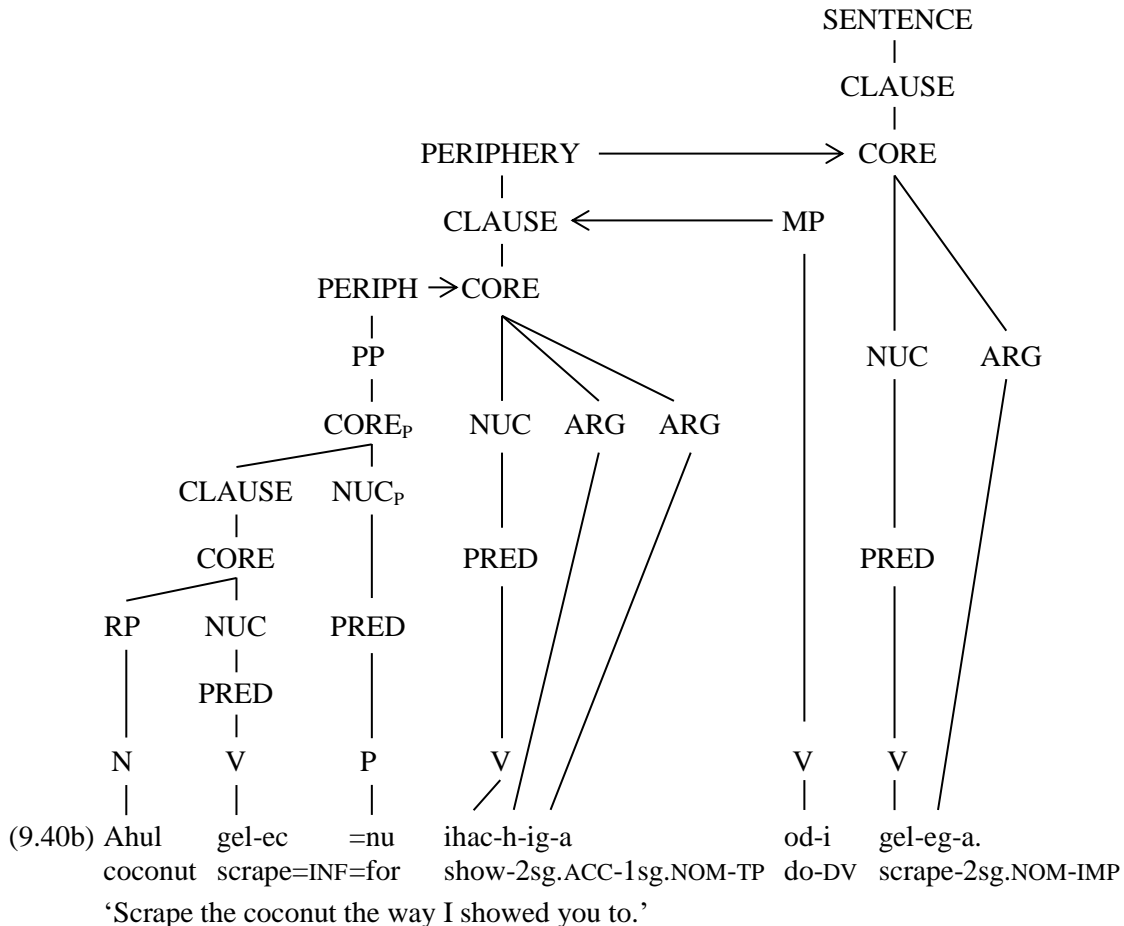 SENTENCE
CLAUSE
PERIPHERY CORE
CLAUSE MP
PERIPH CORE
PP NUC ARG
CORE_P NUC ARG ARG
CLAUSE NUC_P
CORE PRED PRED
RP NUC PRED
PRED
N V P V V V
(9.40b) Ahul gel-ec =nu ihac-h-ig-a od-i gel-eg-a.
coconut scrape=INF=for show-2sg.ACC-1sg.NOM-TP do-DV scrape-2sg.NOM-IMP
‘Scrape the coconut the way I showed you to.’